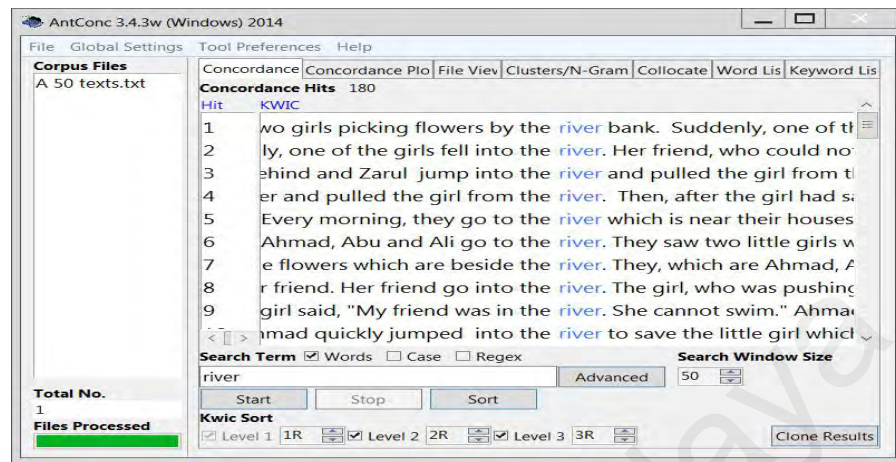 AntConc 3.4.3w (Windows) 2014
File Global Settings Tool Preferences Help
Corpus Files
A 50 texts.txt
Concordance Concordance Plo File View Clusters/N-Gram Collocate Word Lis Keyword Lis
Concordance Hits 180
Hit KWIC
1 wo girls picking flowers by the river bank. Suddenly, one of th
2 ly, one of the girls fell into the river. Her friend, who could no
3 ehind and Zarul jump into the river and pulled the girl from t
4 er and pulled the girl from the river. Then, after the girl had sa
5 Every morning, they go to the river which is near their houses
6 Ahmad, Abu and Ali go to the river. They saw two little girls w
7 e flowers which are beside the river. They, which are Ahmad, A
8 r friend. Her friend go into the river. The girl, who was pushing
9 girl said, "My friend was in the river. She cannot swim." Ahmad
hmad quickly jumped into the river to save the little girl which
Search Term Words Case Regex Search Window Size
river Advanced 50
Start Stop Sort
Total No.
1
Files Processed
Kwic Sort
Level 1 1R Level 2 2R Level 3 3R Clone Results